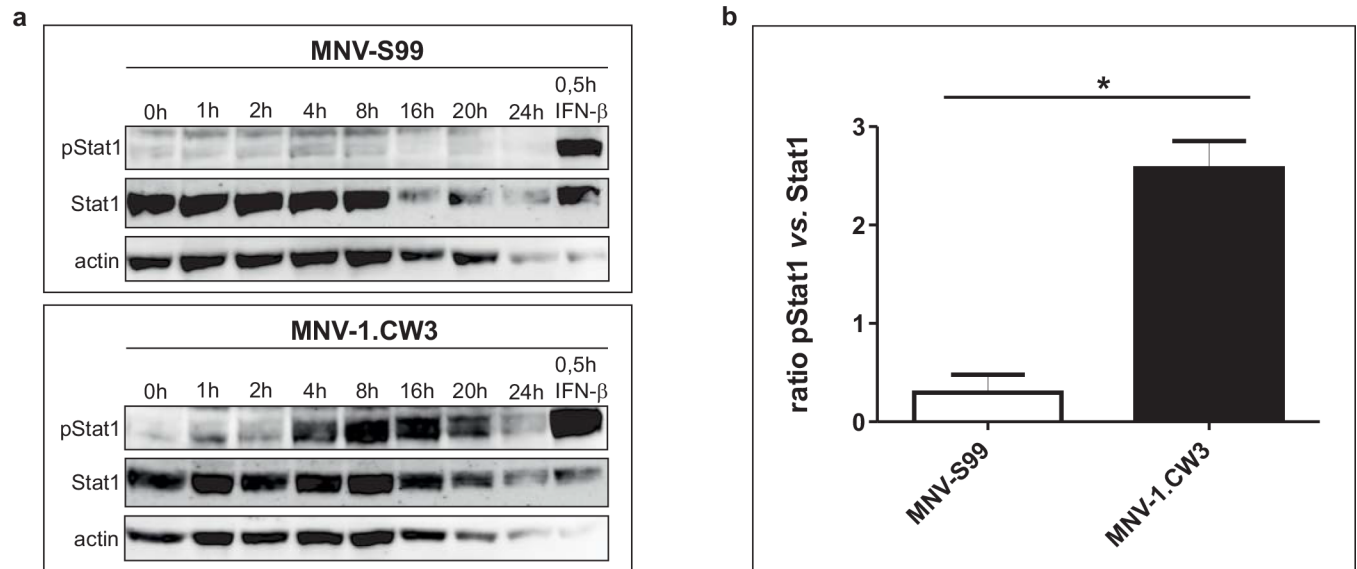 a
MNV-S99
0h 1h 2h 4h 8h 16h 20h 24h 0,5h IFN-β
pStat1
Stat1
actin
MNV-1.CW3
0h 1h 2h 4h 8h 16h 20h 24h 0,5h IFN-β
pStat1
Stat1
actin
b
*
ratio pStat1 vs. Stat1
3
2
1
0
MNV-S99
MNV-1.CW3